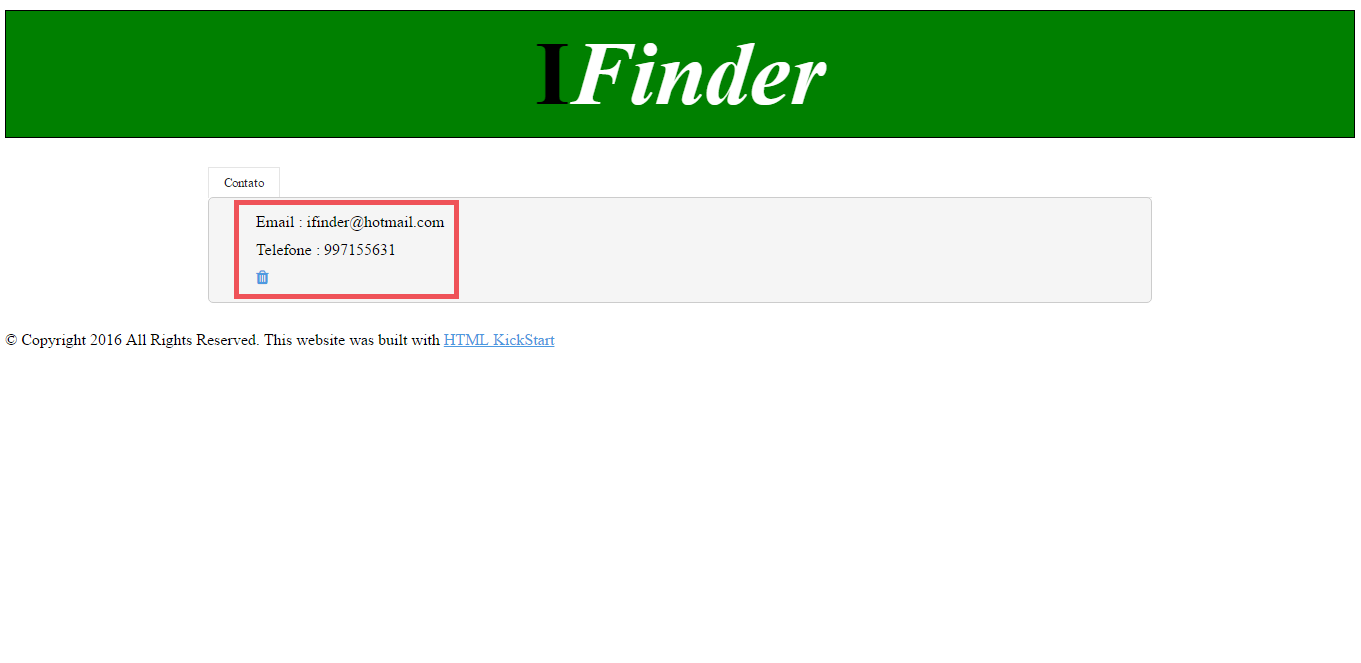 IFinder
Contato
Email : ifinder@hotmail.com
Telefone : 997155631
© Copyright 2016 All Rights Reserved. This website was built with HTML KickStart